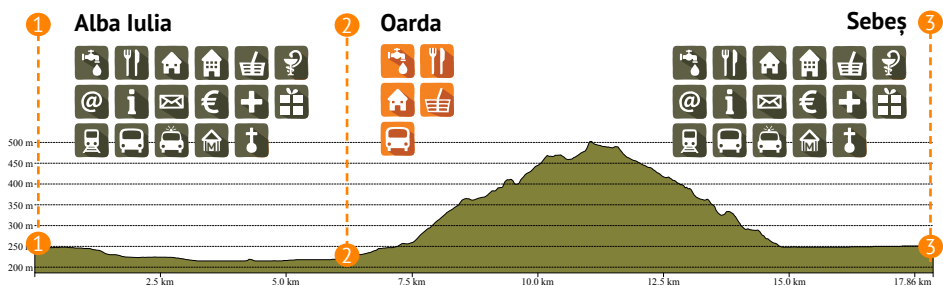 1 Alba Iulia 2 Oarda Sebeș 3
@ i € @ i €
M M
500 m
450 m
400 m
350 m
300 m
1 250 m 2 3
200 m
2.5 km 5.0 km 7.5 km 10.0 km 12.5 km 15.0 km 17.86 km